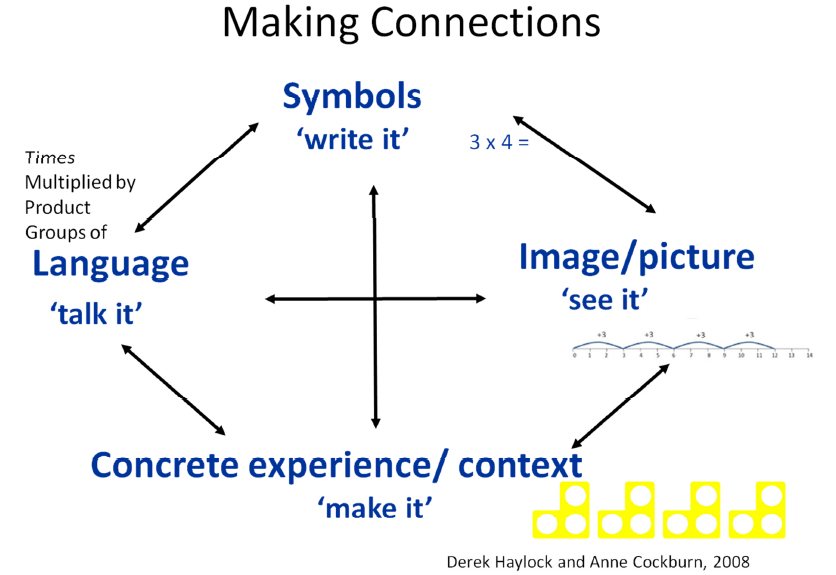 Making Connections
Symbols
‘write it’
3 x 4 =
Times
Multiplied by
Product
Groups of
Language
‘talk it’
Image/picture
‘see it’
+3 +3 +3 +3
0 1 2 3 4 5 6 7 8 9 10 11 12 13 14
Concrete experience/ context
‘make it’
Derek Haylock and Anne Cockburn, 2008